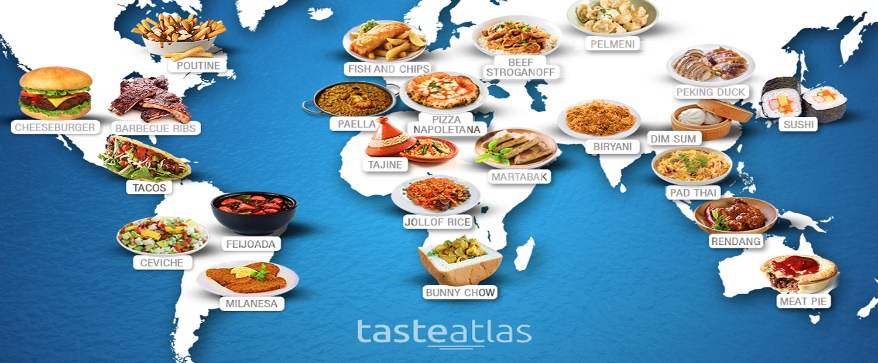 POUTINE
FISH AND CHIPS
BEEF
STROGANOFF
PELMENI
CHEESEBURGER
BARBECUE RIBS
PAELLA
PIZZA
NAPOLETANA
PEKING DUCK
SUSHI
TAJINE
MARTABAK
BIRYANI
DIM SUM
TACOS
PAD THAI
JOLLOF RICE
FEIJOADA
RENDANG
CEVICHE
MILANESA
BUNNY CHOW
MEAT PIE
tasteatlas